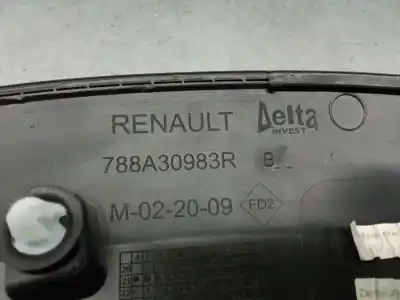 RENAULT Delta
INVEST
788A30983R B
M-02-20-09 FD2